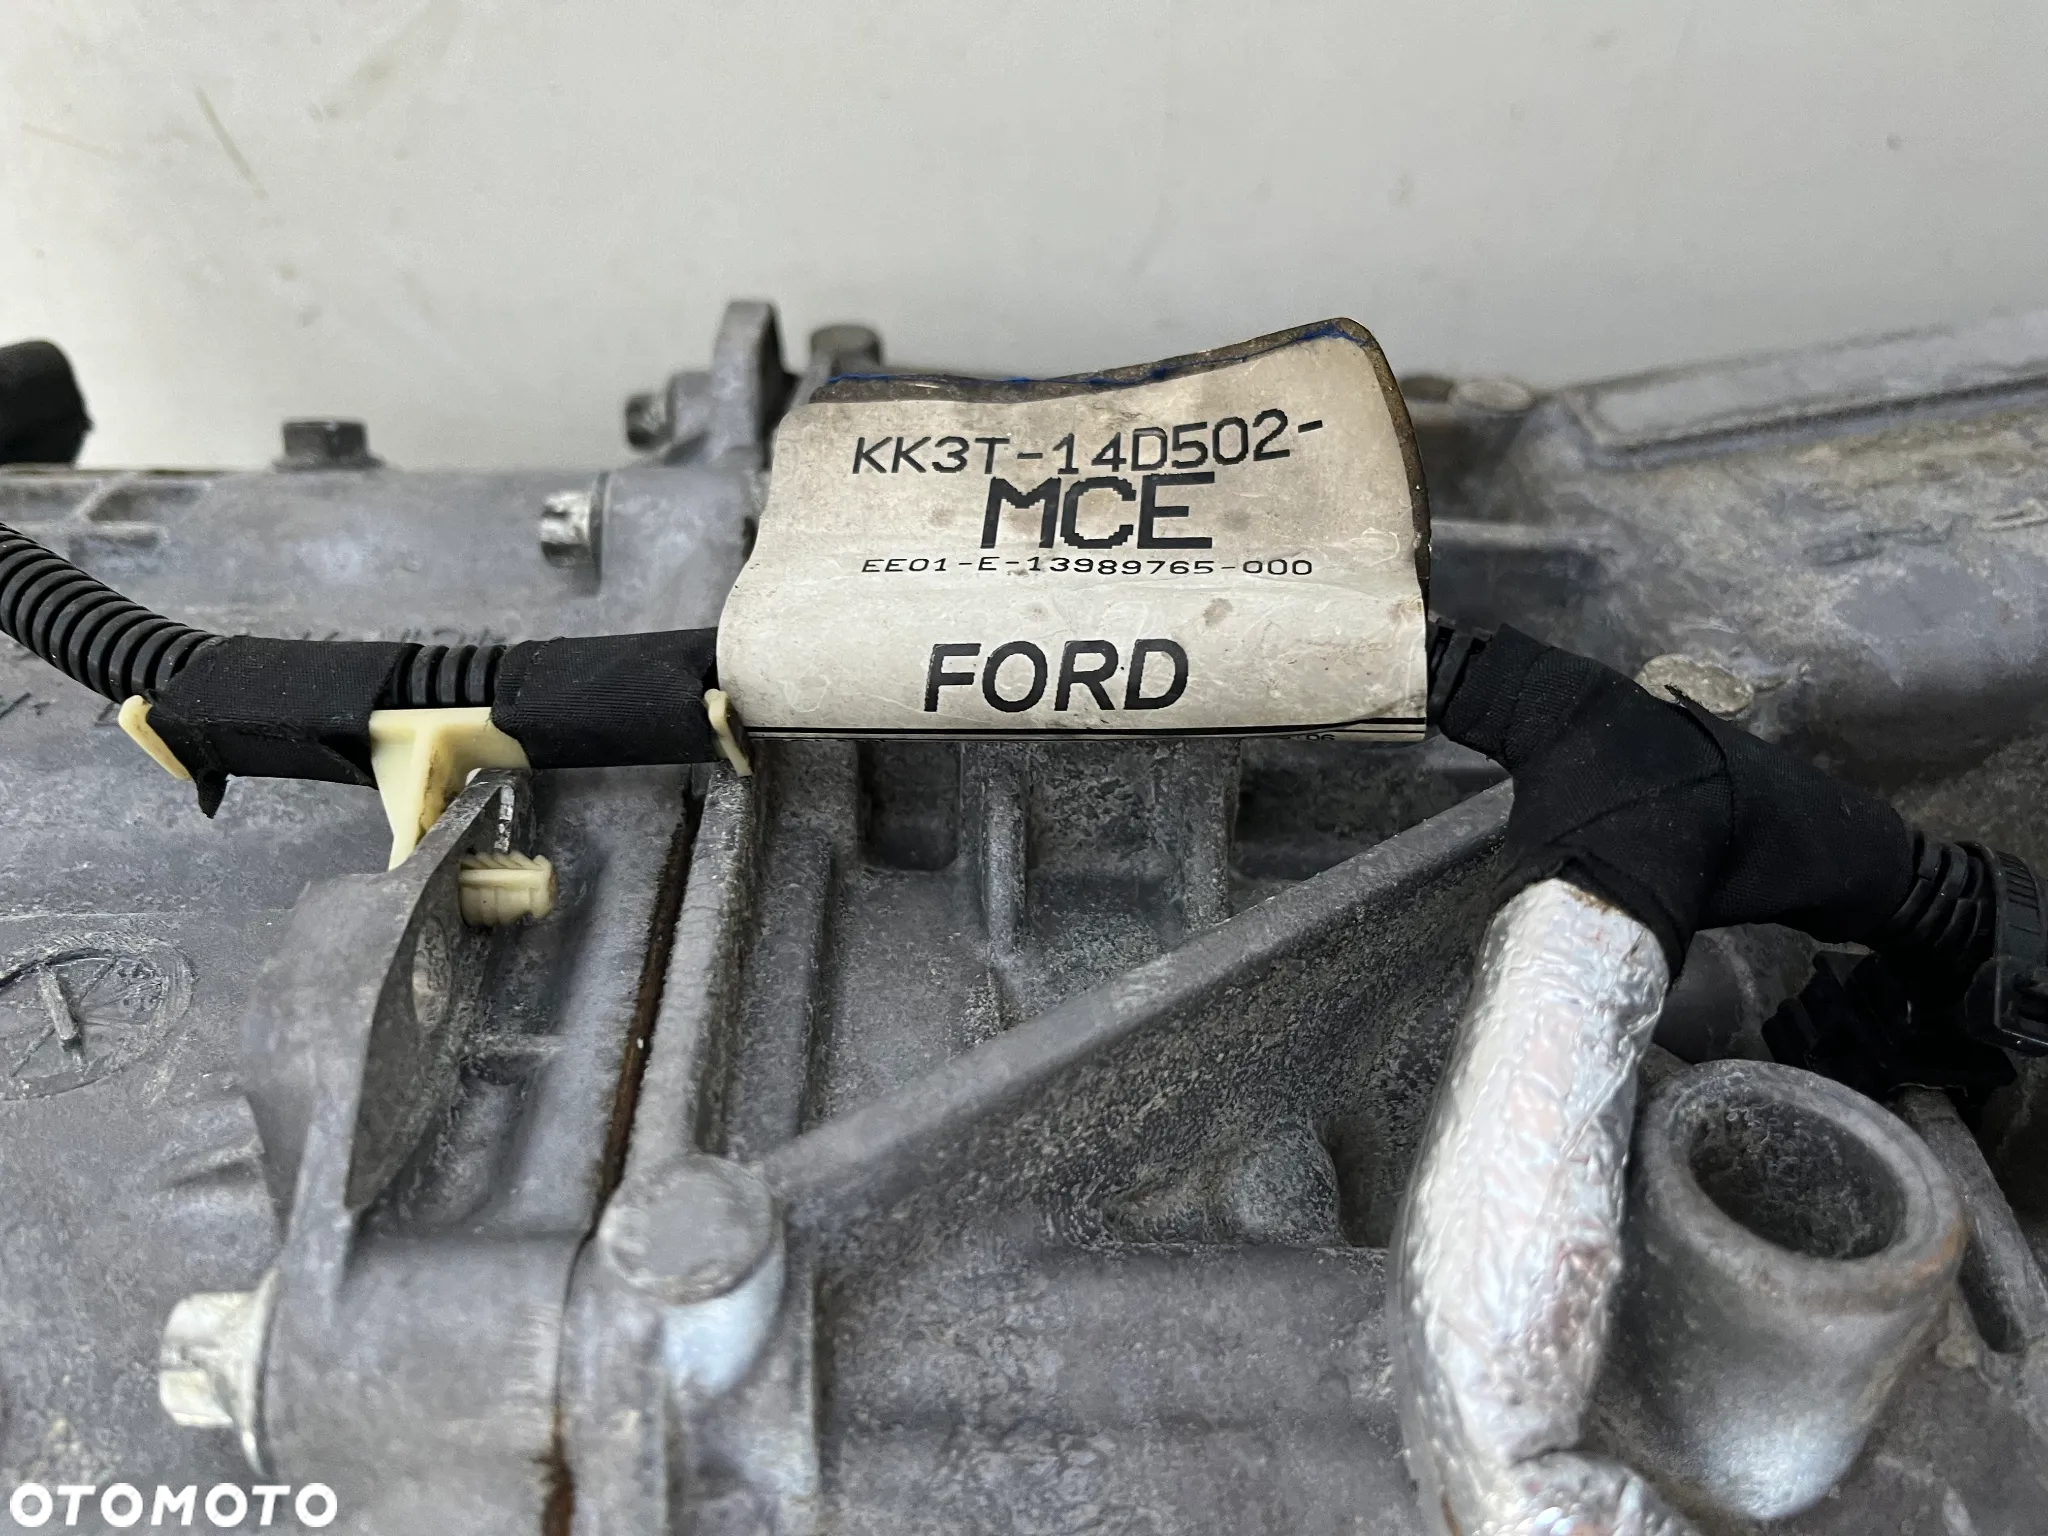 KK3T-14D502-
MCE
EE01-E-13989765-000
FORD
OTOMOTO